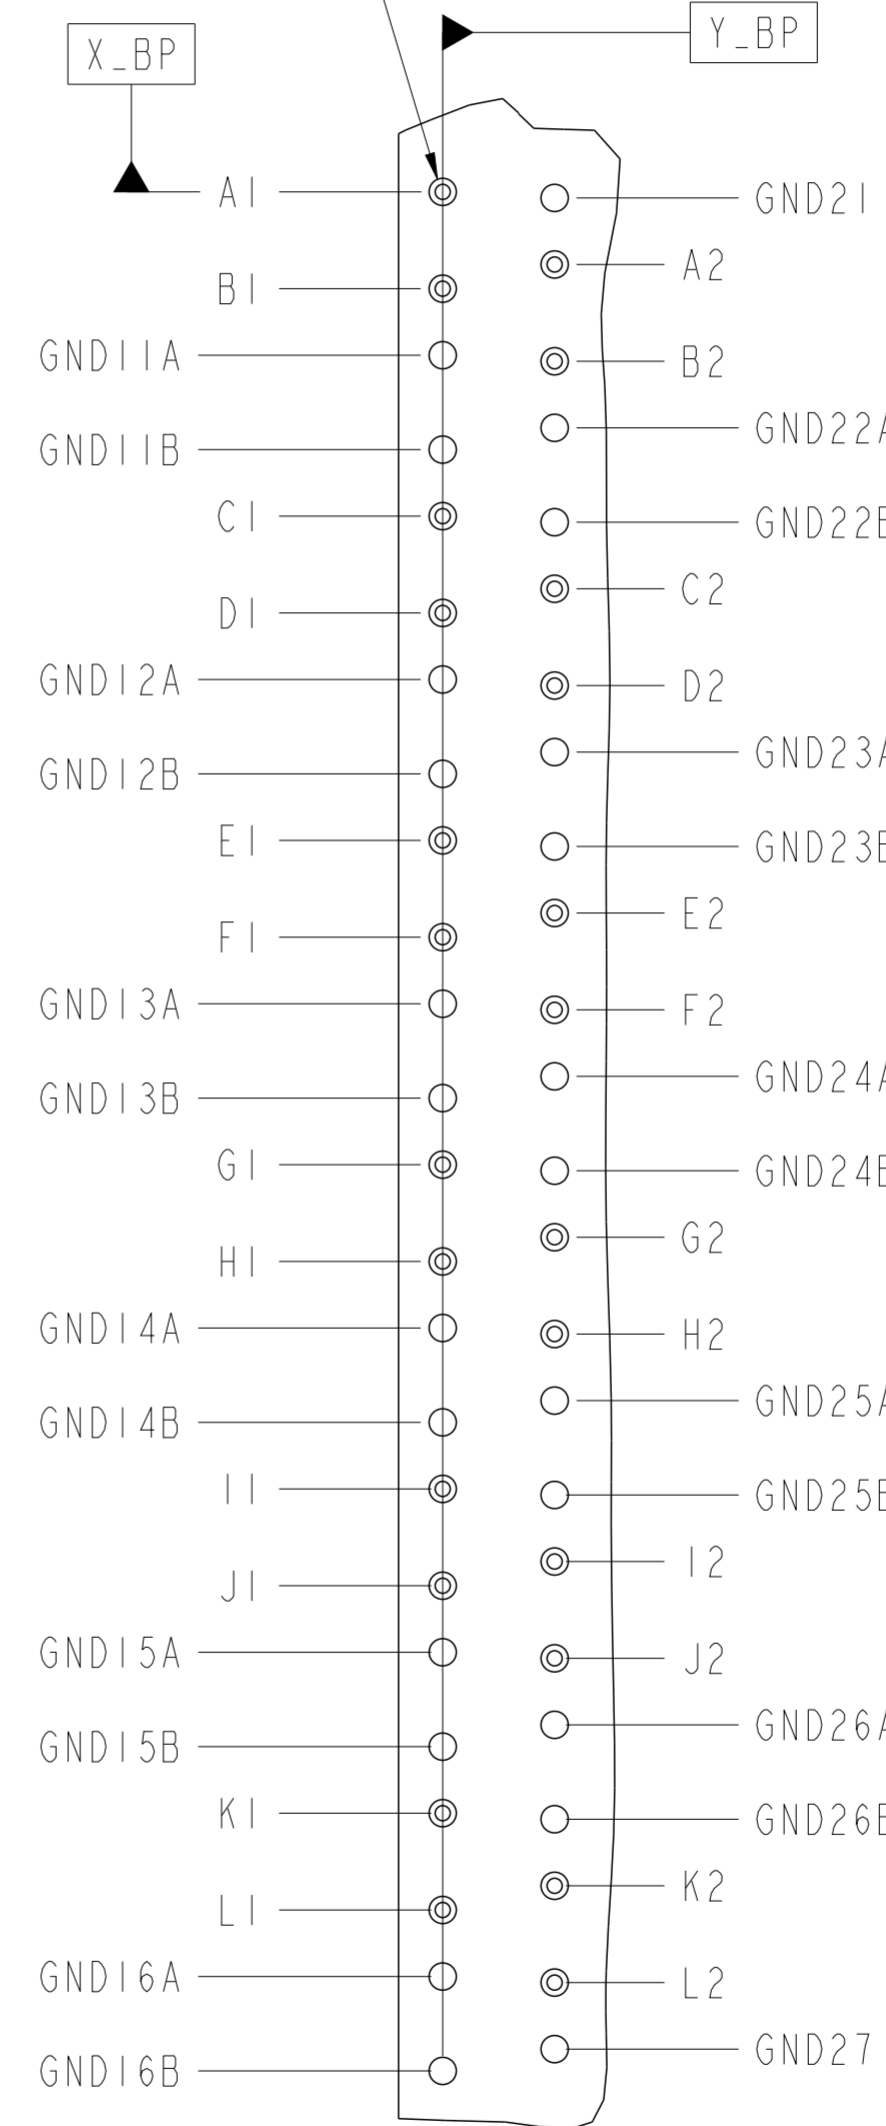 X_BP
Y_BP
A1
B1
GND11A
GND11B
C1
D1
GND12A
GND12B
E1
F1
GND13A
GND13B
G1
H1
GND14A
GND14B
I1
J1
GND15A
GND15B
K1
L1
GND16A
GND16B
GND21
A2
B2
GND22A
GND22B
C2
D2
GND23A
GND23B
E2
F2
GND24A
GND24B
G2
H2
GND25A
GND25B
I2
J2
GND26A
GND26B
K2
L2
GND27